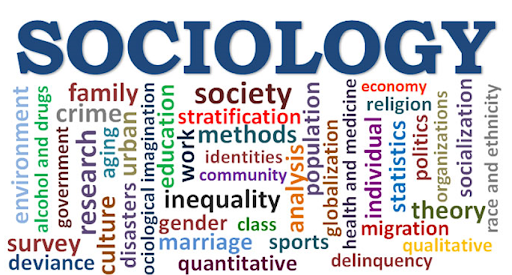 SOCIOLOGY
environment
alcohol and drugs
family
crime
government
research
aging
culture
urban
disasters
ociological imagination
education
work
society
stratification
methods
identities
community
inequality
gender
class
marriage
sports
quantitative
analysis
population
globalization
health and medicine
individual
economy
religion
statistics
politics
organizations
socialization
race and ethnicity
theory
migration
qualitative
delinquency
survey
deviance